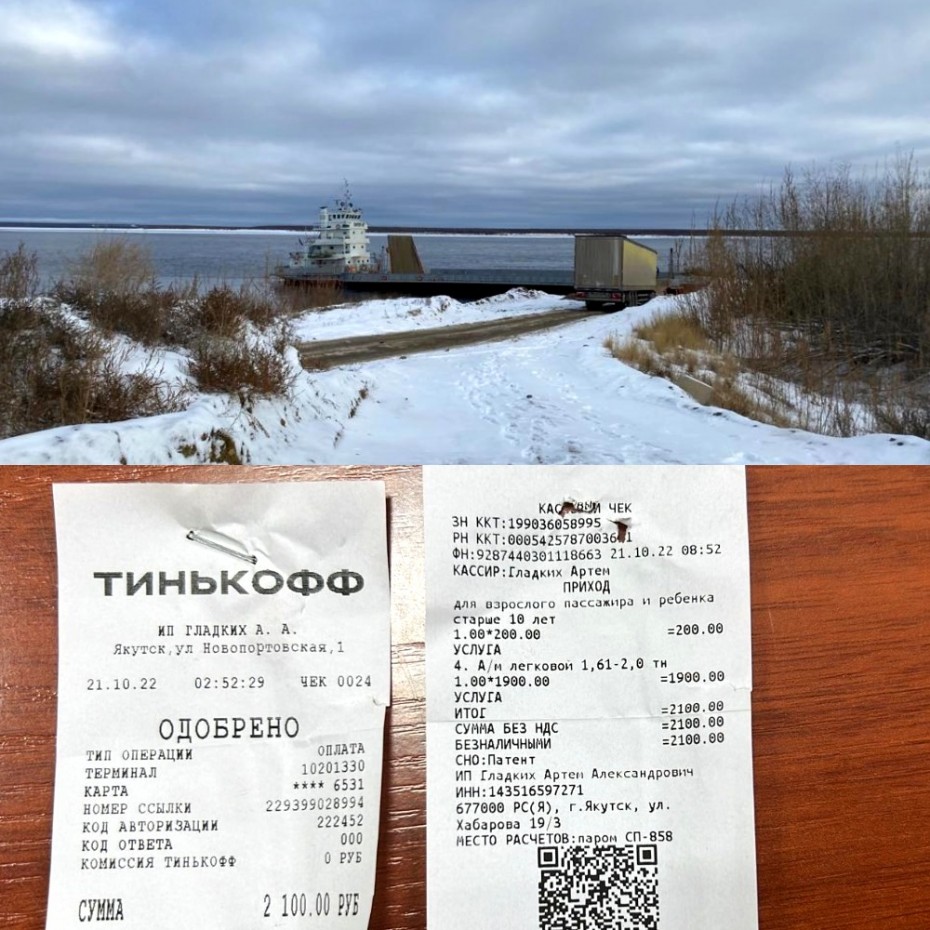 ТИНЬКОФФ
ИП ГЛАДКИХ А. А.
Якутск,ул Новопортовская,1
21.10.22 02:52:29 ЧЕК 0024
ОДОБРЕНО
ТИП ОПЕРАЦИИ ОПЛАТА
ТЕРМИНАЛ 10201330
КАРТА **** 6531
НОМЕР ССЫЛКИ 229399028994
КОД АВТОРИЗАЦИИ 222452
КОД ОТВЕТА 000
КОМИССИЯ ТИНЬКОФФ 0 РУБ
СУММА 2 100.00 РУБ
ЧЕК
ЗН ККТ:199036058995
РН ККТ:
ФН:9287440301118663 21.10.22 08:52
КАССИР:Гладких Артем
ПРИХОД
для взрослого пассажира и ребенка
старше 10 лет
1.00*200.00 =200.00
УСЛУГА
4. А/м легковой 1,61-2,0 тн
1.00*1900.00 =1900.00
УСЛУГА
ИТОГ =2100.00
СУММА БЕЗ НДС =2100.00
БЕЗНАЛИЧНЫМИ =2100.00
СНО:Патент
ИП Гладких Артем Александрович
ИНН:143516597271
677000 РС(Я), г.Якутск, ул.
Хабарова 19/3
МЕСТО РАСЧЕТОВ:паром СП-858